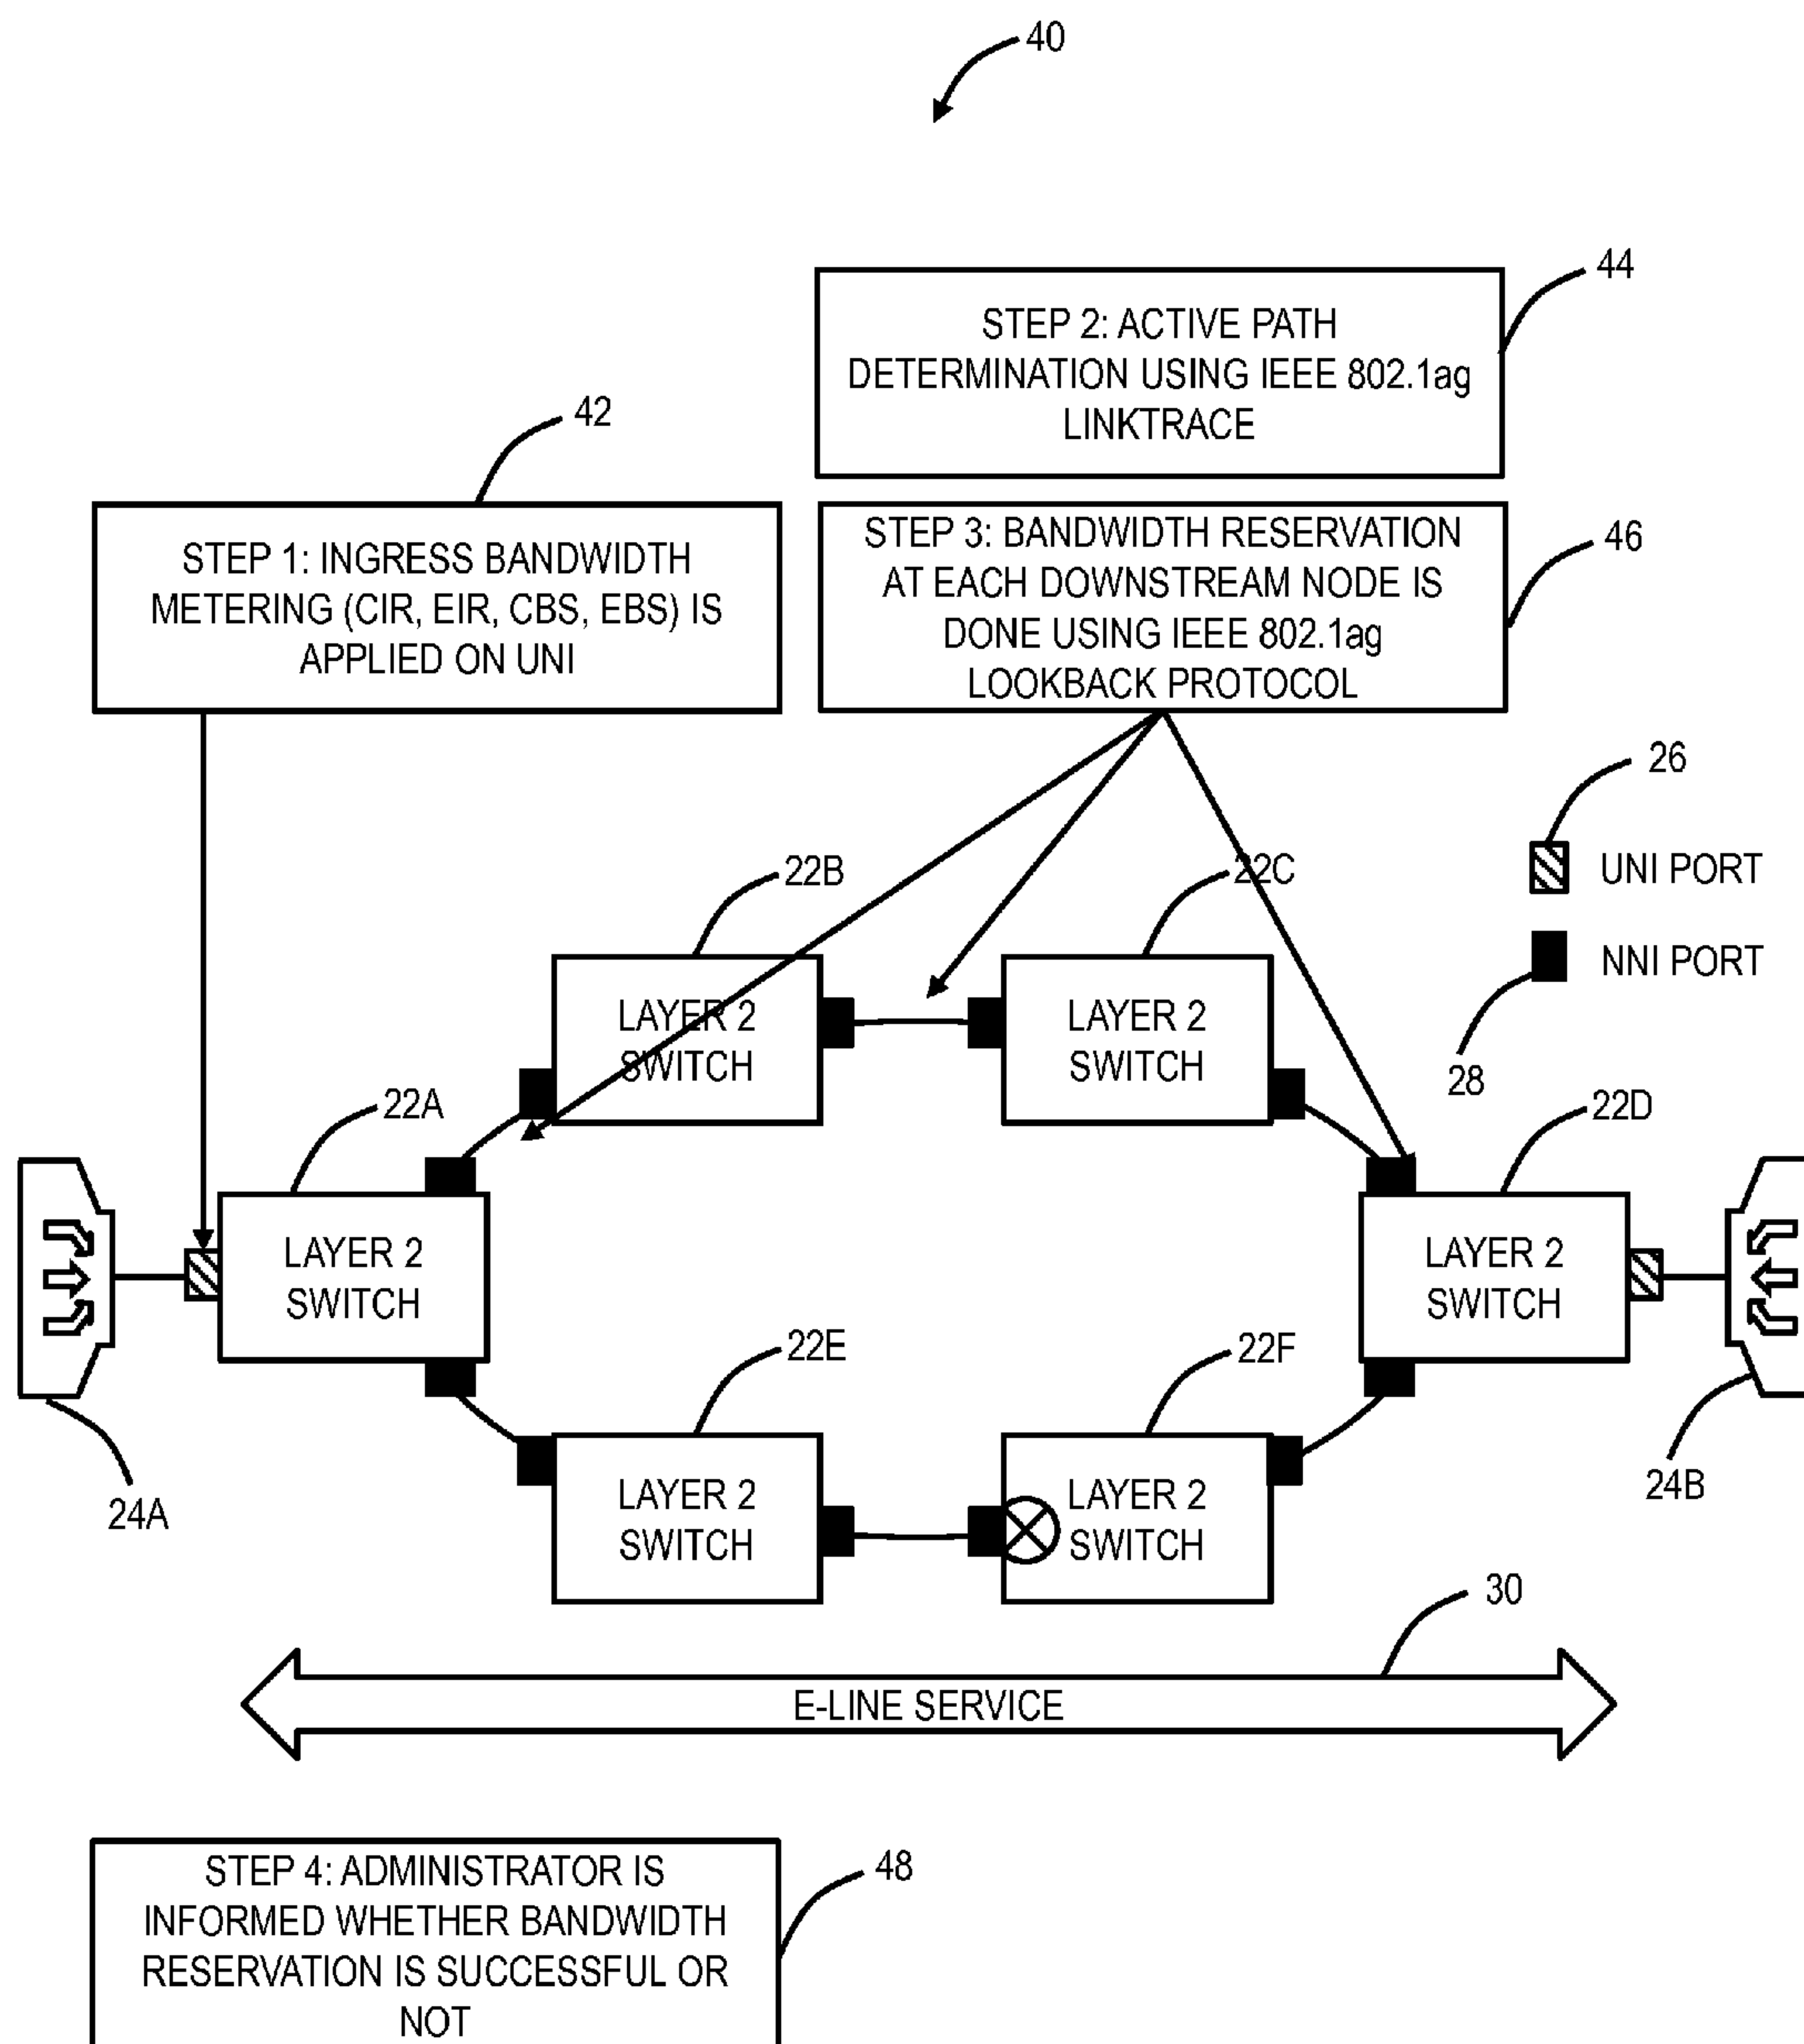 40
44
STEP 2: ACTIVE PATH
DETERMINATION USING IEEE 802.1ag
LINKTRACE
42
STEP 1: INGRESS BANDWIDTH
METERING (CIR, EIR, CBS, EBS) IS
APPLIED ON UNI
46
STEP 3: BANDWIDTH RESERVATION
AT EACH DOWNSTREAM NODE IS
DONE USING IEEE 802.1ag
LOOKBACK PROTOCOL
26
UNI PORT
NNI PORT
28
22B
22C
LAYER 2
SWITCH
LAYER 2
SWITCH
22A
22D
LAYER 2
SWITCH
LAYER 2
SWITCH
22E
22F
24A
24B
LAYER 2
SWITCH
LAYER 2
SWITCH
30
E-LINE SERVICE
48
STEP 4: ADMINISTRATOR IS
INFORMED WHETHER BANDWIDTH
RESERVATION IS SUCCESSFUL OR
NOT